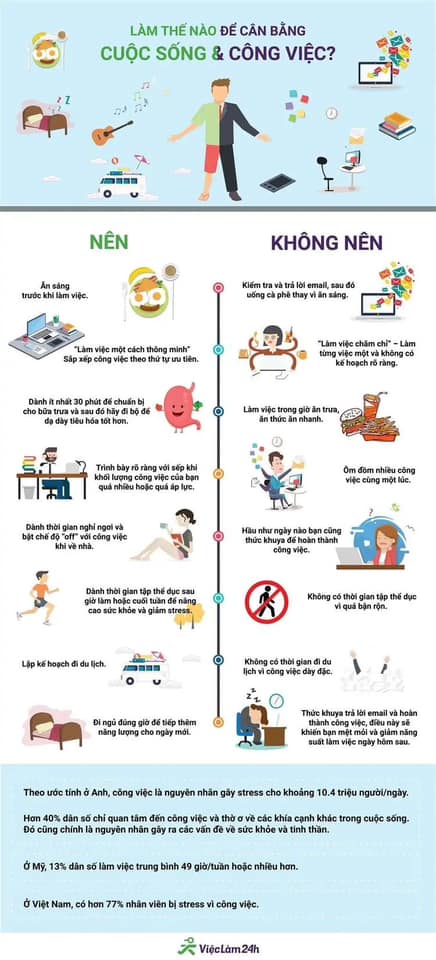 LÀM THẾ NÀO ĐỂ CÂN BẰNG
CUỘC SỐNG & CÔNG VIỆC?
NÊN
KHÔNG NÊN
Ăn sáng
trước khi làm việc.
Kiểm tra và trả lời email, sau đó
uống cà phê thay vì ăn sáng.
"Làm việc một cách thông minh"
Sắp xếp công việc theo thứ tự ưu tiên.
"Làm việc chăm chỉ" – Làm
từng việc một và không có
kế hoạch rõ ràng.
Dành ít nhất 30 phút để chuẩn bị
cho bữa trưa và sau đó hãy đi bộ để
dạ dày tiêu hóa tốt hơn.
Làm việc trong giờ ăn trưa,
ăn thức ăn nhanh.
Trình bày rõ ràng với sếp khi
khối lượng công việc của bạn
quá nhiều hoặc quá áp lực.
Ôm đồm nhiều công
việc cùng một lúc.
Dành thời gian nghỉ ngơi và
bật chế độ "off" với công việc
khi về nhà.
Hầu như ngày nào bạn cũng
thức khuya để hoàn thành
công việc.
Dành thời gian tập thể dục sau
giờ làm hoặc cuối tuần để nâng
cao sức khỏe và giảm stress.
Không có thời gian tập thể dục
vì quá bận rộn.
Lập kế hoạch đi du lịch.
Không có thời gian đi du
lịch vì công việc dày đặc.
Đi ngủ đúng giờ để tiếp thêm
năng lượng cho ngày mới.
Thức khuya trả lời email và hoàn
thành công việc, điều này sẽ
khiến bạn mệt mỏi và giảm năng
suất làm việc ngày hôm sau.
Theo ước tính ở Anh, công việc là nguyên nhân gây stress cho khoảng 10.4 triệu người/ngày.
Hơn 40% dân số chỉ quan tâm đến công việc và thờ ơ về các khía cạnh khác trong cuộc sống.
Đó cũng chính là nguyên nhân gây ra các vấn đề về sức khỏe và tinh thần.
Ở Mỹ, 13% dân số làm việc trung bình 49 giờ/tuần hoặc nhiều hơn.
Ở Việt Nam, có hơn 77% nhân viên bị stress vì công việc.
ViệcLàm24h